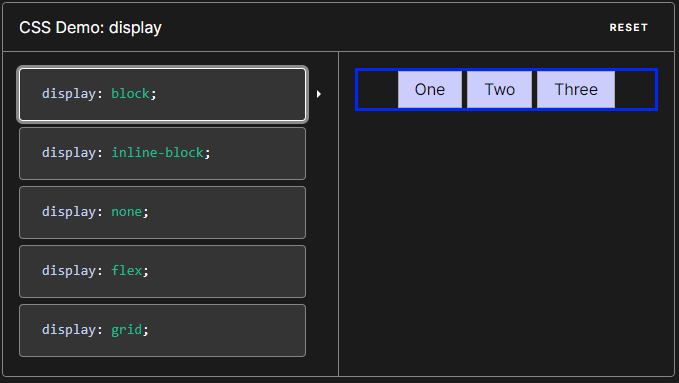 CSS Demo: display
RESET
display: block;
display: inline-block;
display: none;
display: flex;
display: grid;
One Two Three